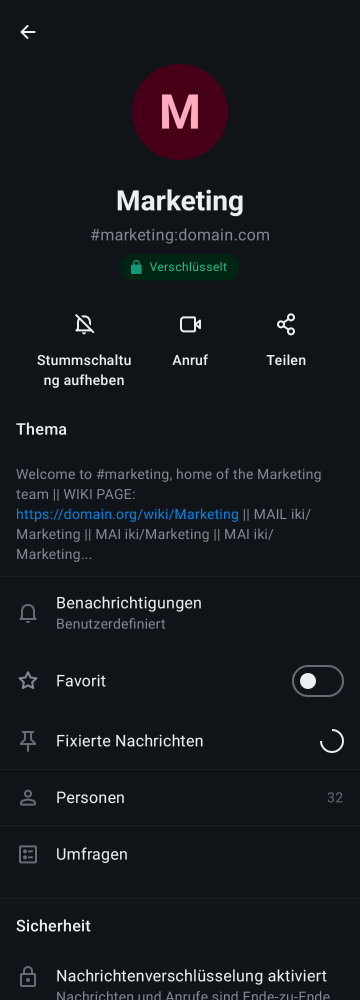 M
Marketing
#marketing:domain.com
Verschlüsselt
Stummschaltu
ng aufheben
Anruf
Teilen
Thema
Welcome to #marketing, home of the Marketing
team || WIKI PAGE:
https://domain.org/wiki/Marketing || MAIL iki/
Marketing || MAI iki/Marketing || MAI iki/
Marketing...
Benachrichtigungen
Benutzerdefiniert
Favorit
Fixierte Nachrichten
Personen
32
Umfragen
Sicherheit
Nachrichtenverschlüsselung aktiviert
Nachrichten und Anrufe sind Ende-zu-Ende